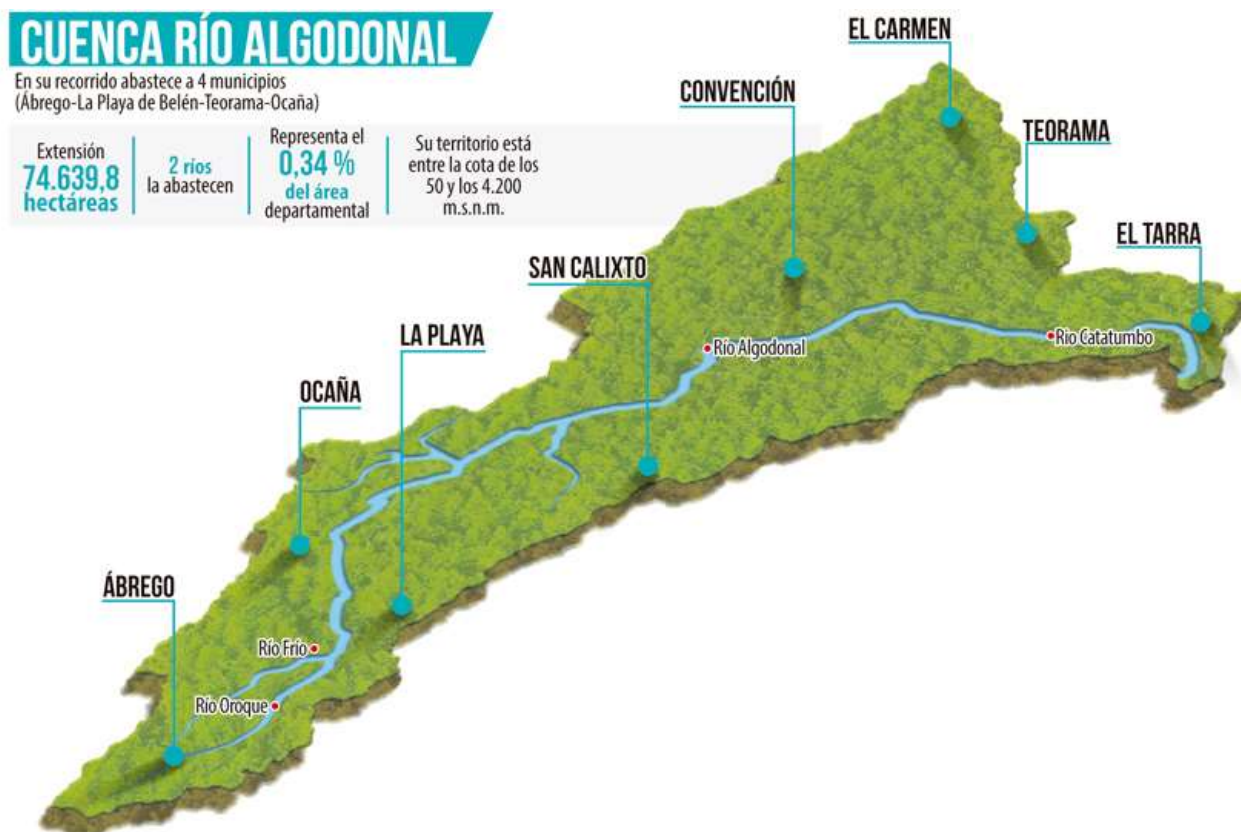 CUENCA RÍO ALGODONAL
En su recorrido abastece a 4 municipios
(Ábrego-La Playa de Belén-Teorama-Ocaña)
Extensión
74.639,8
hectáreas
2 ríos
la abastecen
Representa el
0,34 %
del área
departamental
Su territorio está
entre la cota de los
50 y los 4.200
m.s.n.m.
EL CARMEN
CONVENCIÓN
TEORAMA
EL TARRA
SAN CALIXTO
LA PLAYA
OCAÑA
ÁBREGO
Río Algodonal
Río Catatumbo
Río Frío
Río Oroque